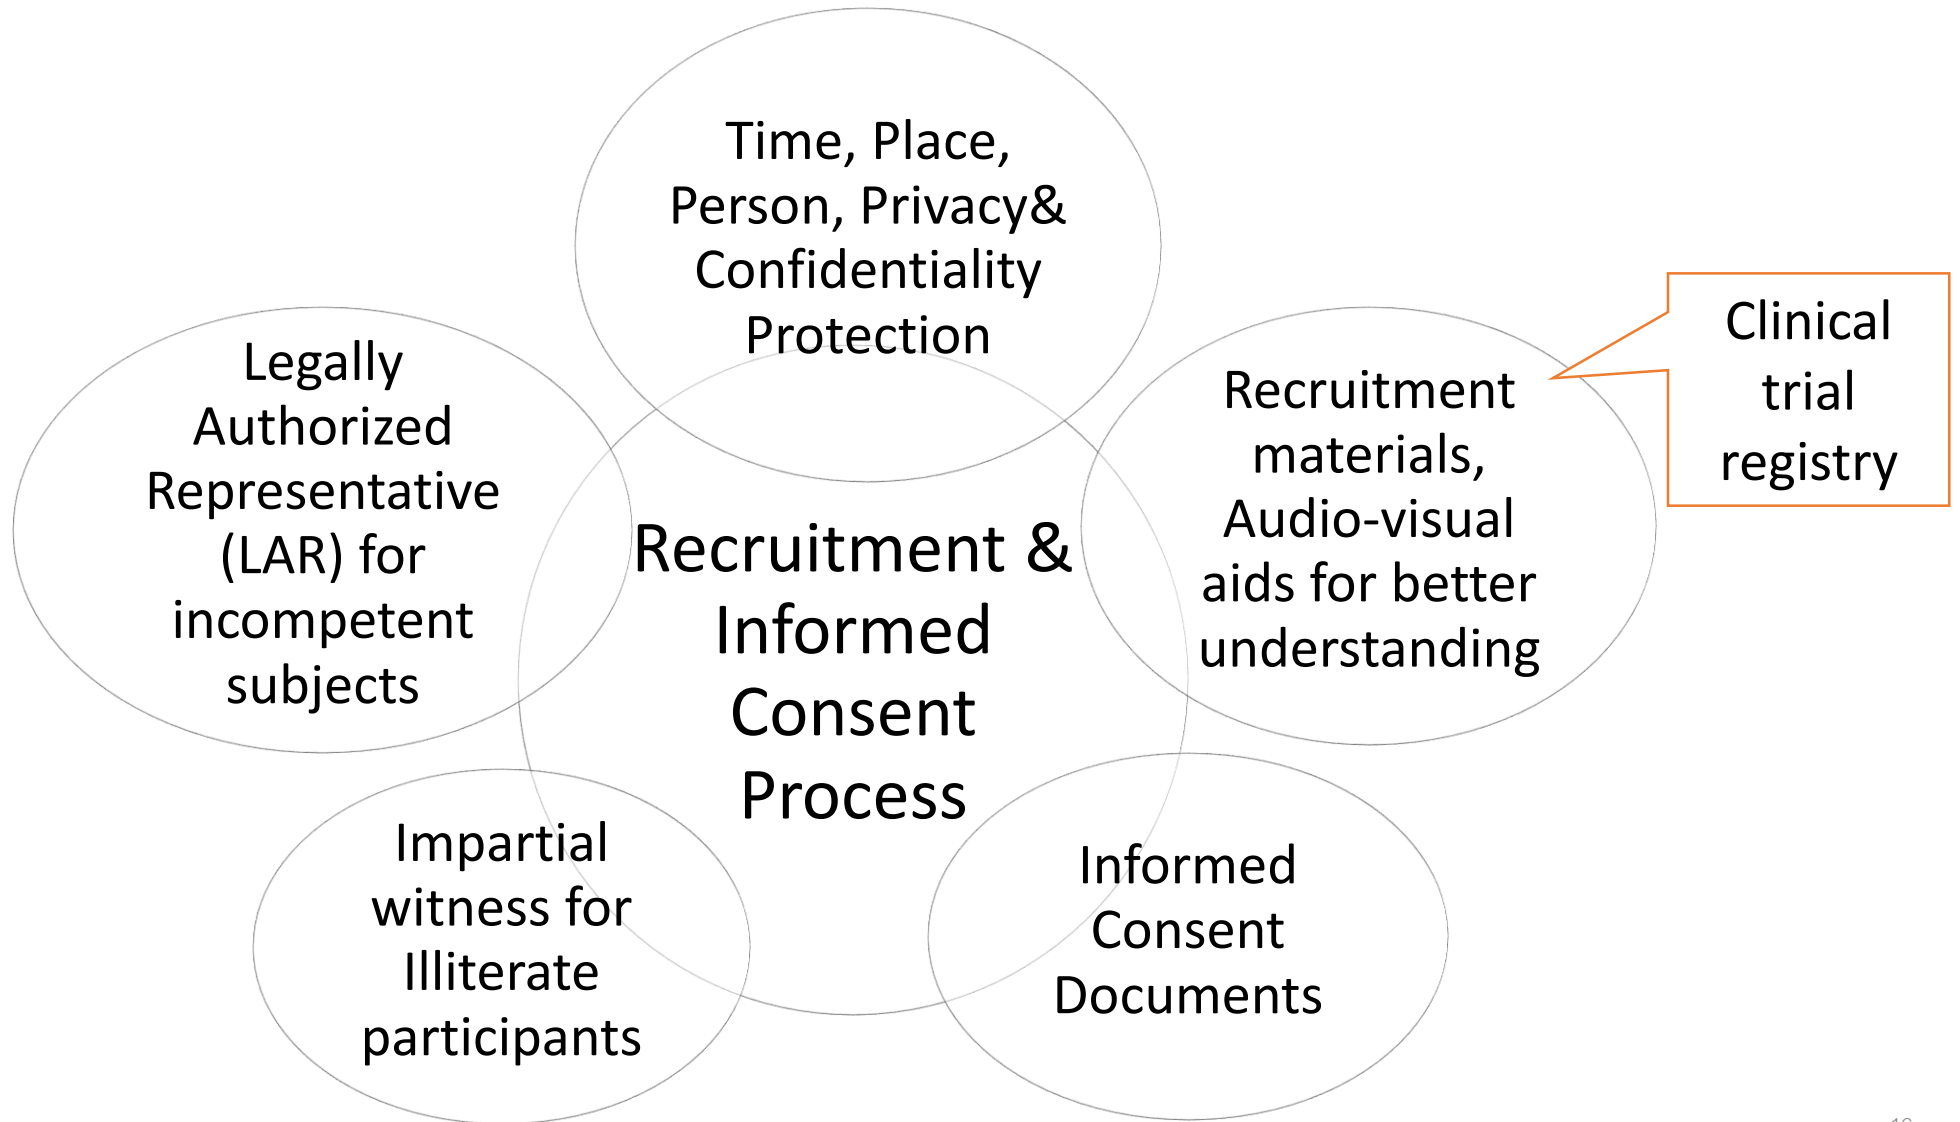 Time, Place,
Person, Privacy&
Confidentiality
Protection
Legally
Authorized
Representative
(LAR) for
incompetent
subjects
Recruitment &
Informed
Consent
Process
Recruitment
materials,
Audio-visual
aids for better
understanding
Clinical
trial
registry
Impartial
witness for
Illiterate
participants
Informed
Consent
Documents